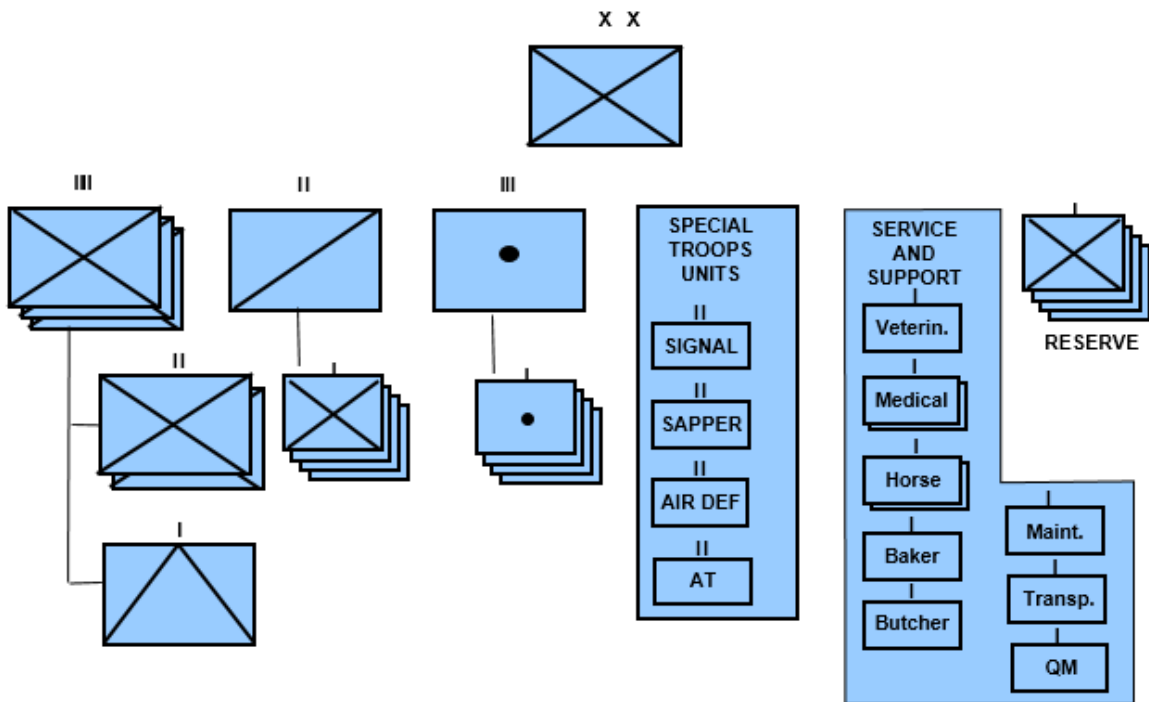 X X
III
II
III
II
I
I
I
SPECIAL
TROOPS
UNITS
II
SIGNAL
II
SAPPER
II
AIR DEF
II
AT
SERVICE
AND
SUPPORT
I
Veterin.
I
Medical
I
Horse
I
Baker
I
Butcher
I
Maint.
I
Transp.
I
QM
I
RESERVE